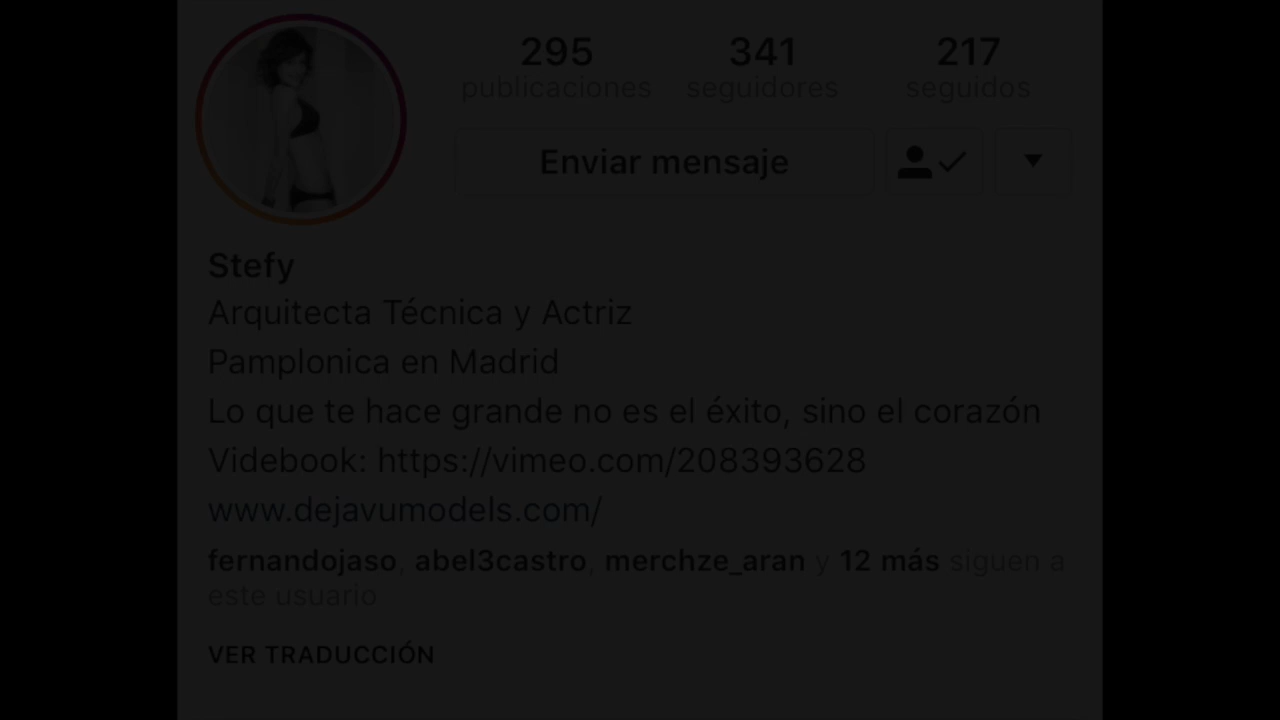 295 341 217
publicaciones seguidores seguidos
Enviar mensaje
Stefy
Arquitecta Técnica y Actriz
Pamplonica en Madrid
Lo que te hace grande no es el éxito, sino el corazón
Videbook: https://vimeo.com/208393628
www.dejavumodels.com/
fernandojaso, abel3castro, merchze_aran y 12 más siguen a
este usuario
VER TRADUCCIÓN